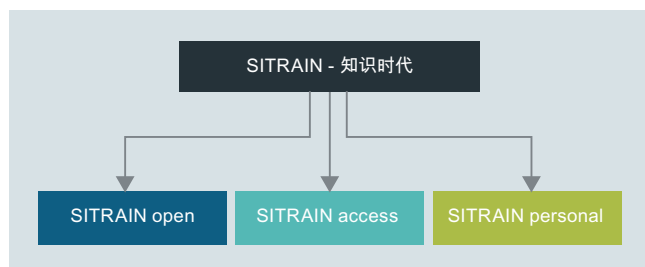 SITRAIN - 知识时代
SITRAIN open
SITRAIN access
SITRAIN personal